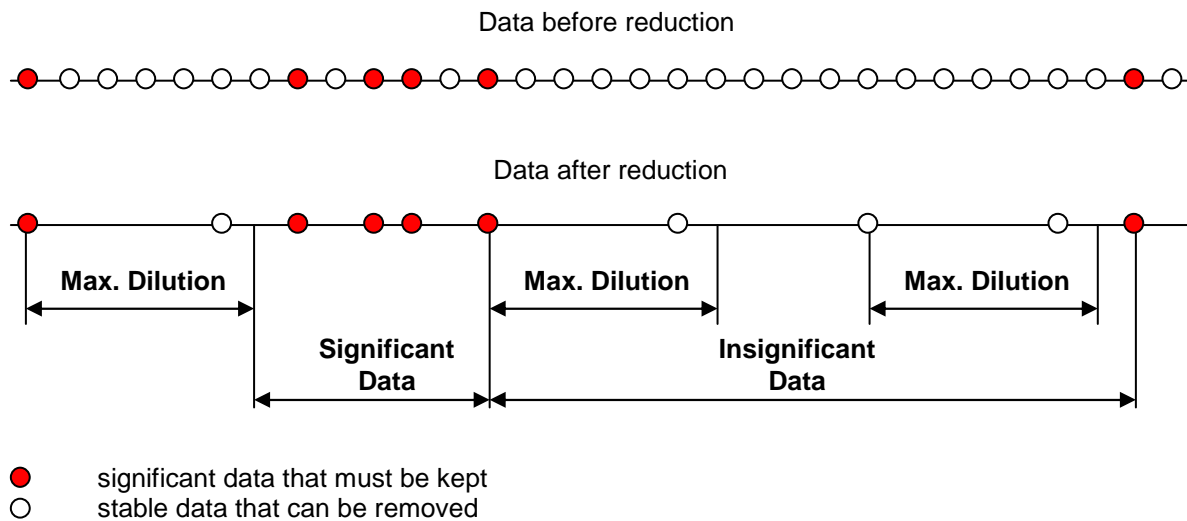 Data before reduction
Data after reduction
Max. Dilution
Max. Dilution
Max. Dilution
Significant
Data
Insignificant
Data
significant data that must be kept
stable data that can be removed